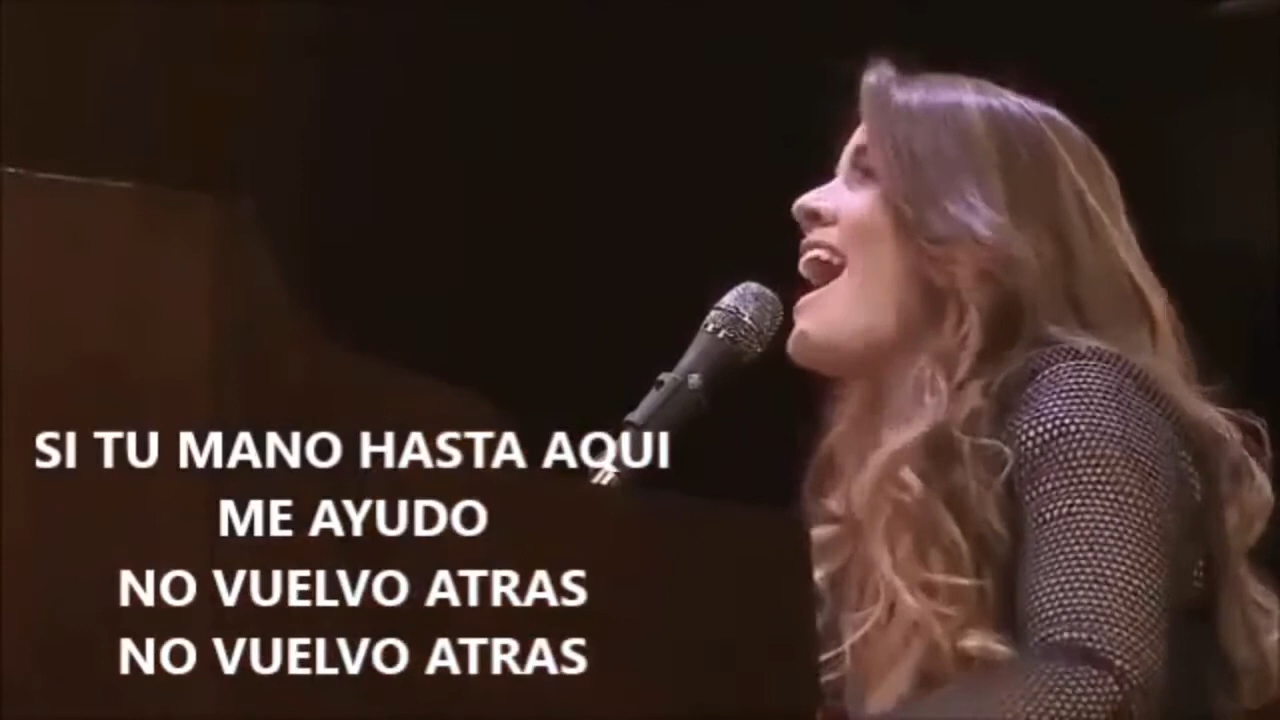 SI TU MANO HASTA AQUI
ME AYUDO
NO VUELVO ATRAS
NO VUELVO ATRAS